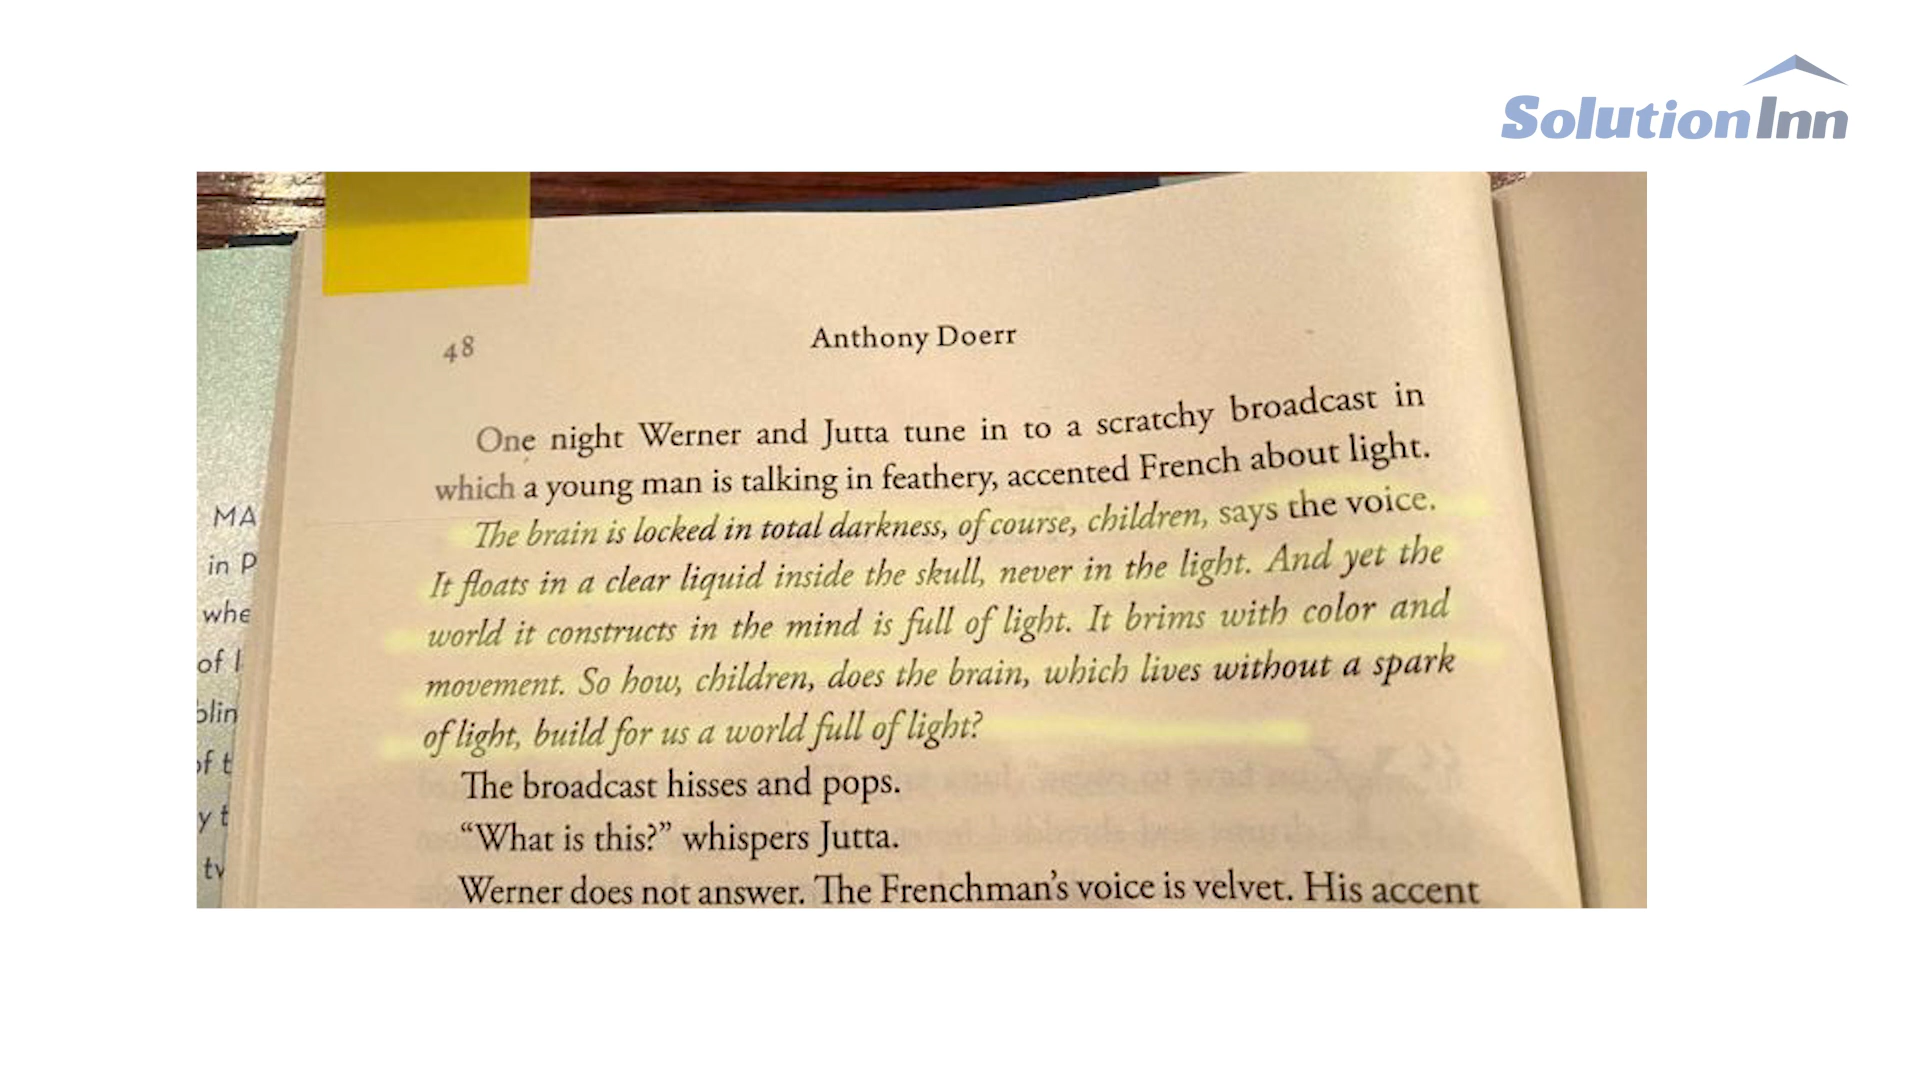 SolutionInn
48
Anthony Doerr
One night Werner and Jutta tune in to a scratchy broadcast in
which a young man is talking in feathery, accented French about light.
The brain is locked in total darkness, of course, children, says the voice.
It floats in a clear liquid inside the skull, never in the light. And yet the
world it constructs in the mind is full of light. It brims with color and
movement. So how, children, does the brain, which lives without a spark
of light, build for us a world full of light?
The broadcast hisses and pops.
“What is this?” whispers Jutta.
Werner does not answer. The Frenchman’s voice is velvet. His accent
MA
in P
whe
of l
blin
of t
y t
tw